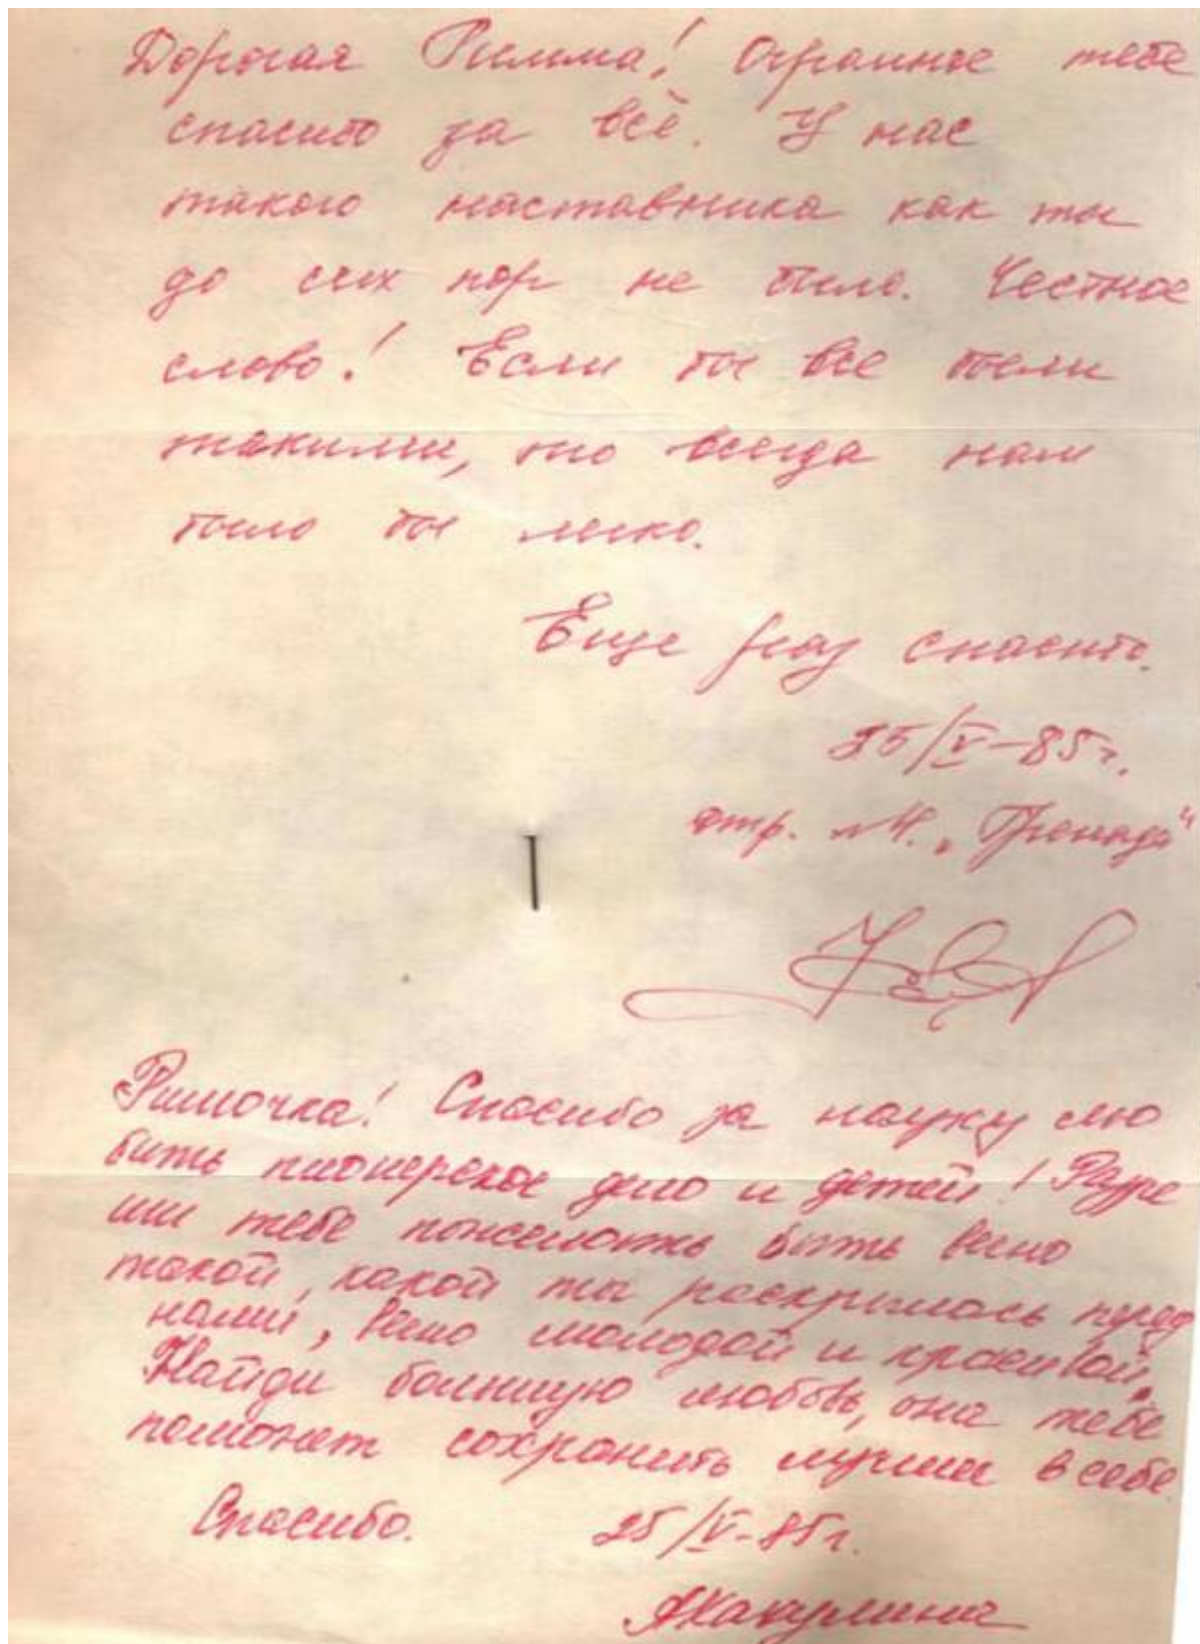 Дорогая Римма! Огромное тебе
спасибо за всё. У нас
такого наставника как ты
до сих пор не было. Честное
слово! Если бы все были
такими, то всегда нам
было бы легко.
Еще раз спасибо.
25/V-85г.
отр. "Гренада"
Риммочка! Спасибо за науку лю
бить пионерское дело и детей! Разре
ши тебе пожелать быть вечно
такой, какой ты раскрылась перед
нами, вечно молодой и красивой.
Найди большую любовь, она тебе
поможет сохранить лучшее в себе
Спасибо. 25/V-85г.